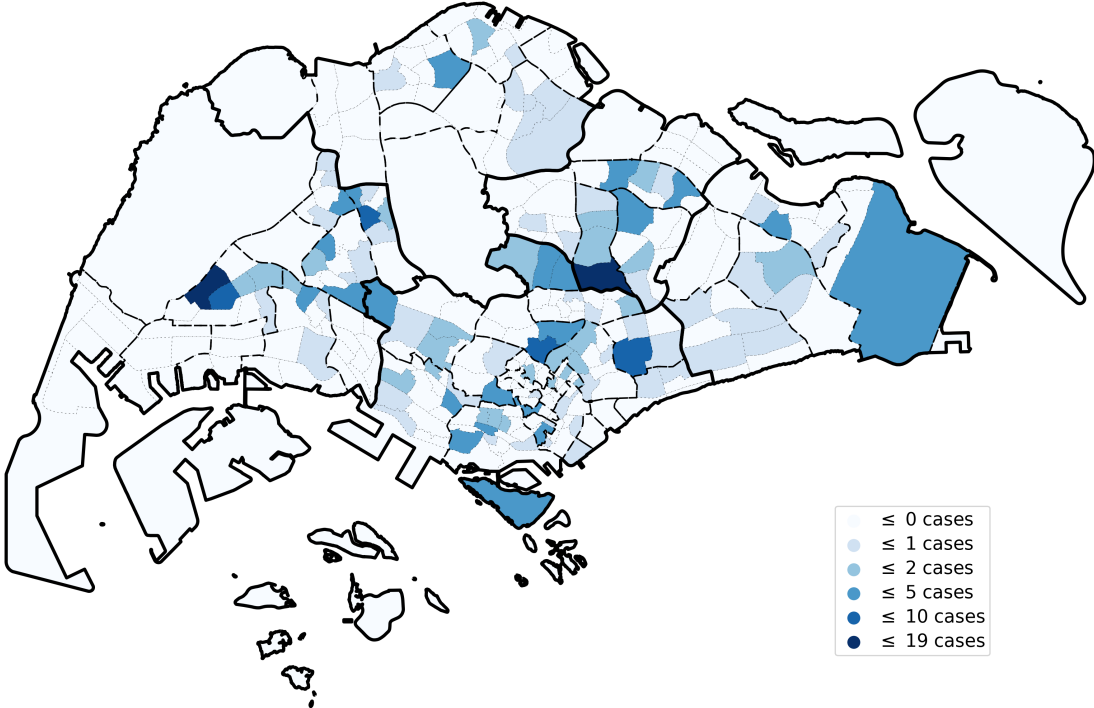 ≤ 0 cases
≤ 1 cases
≤ 2 cases
≤ 5 cases
≤ 10 cases
≤ 19 cases